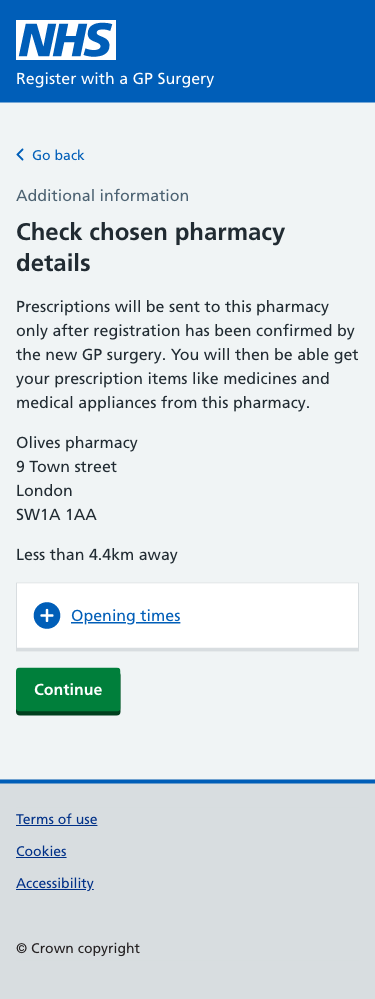 NHS
Register with a GP Surgery
Go back
Additional information
Check chosen pharmacy
details
Prescriptions will be sent to this pharmacy
only after registration has been confirmed by
the new GP surgery. You will then be able get
your prescription items like medicines and
medical appliances from this pharmacy.
Olives pharmacy
9 Town street
London
SW1A 1AA
Less than 4.4km away
Opening times
Continue
Terms of use
Cookies
Accessibility
© Crown copyright